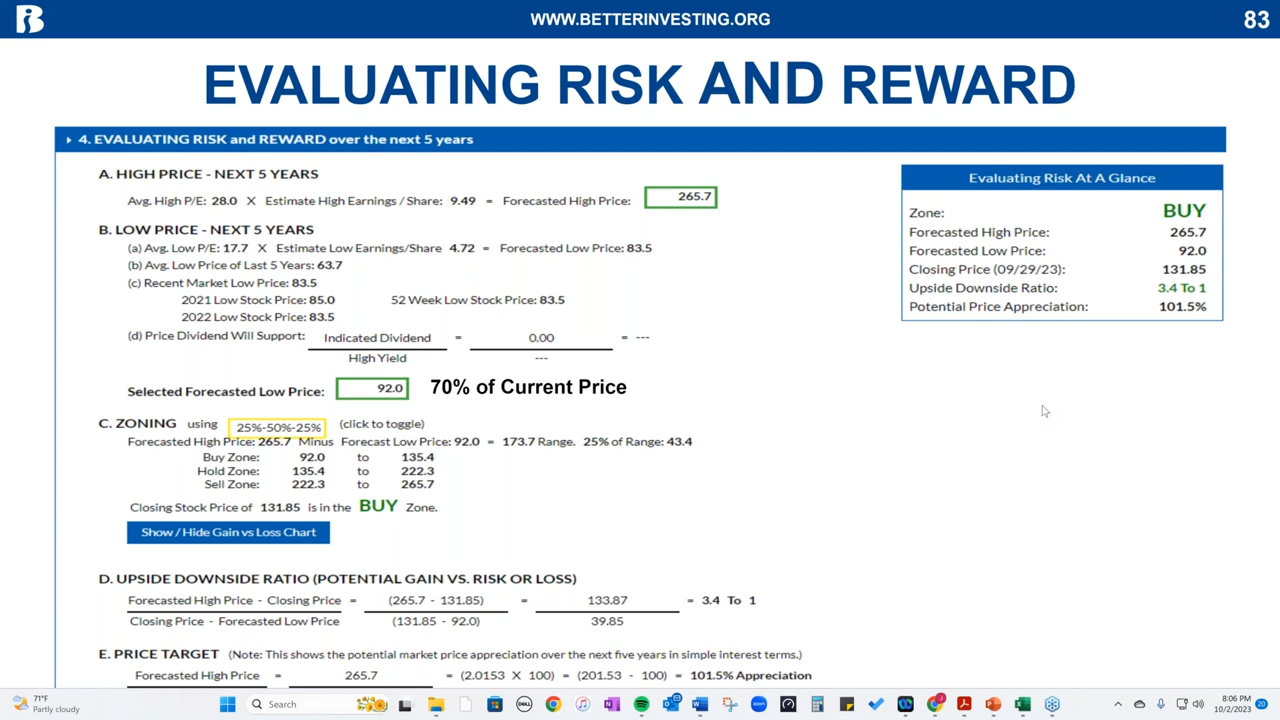 WWW.BETTERINVESTING.ORG
83
EVALUATING RISK AND REWARD
4. EVALUATING RISK and REWARD over the next 5 years
A. HIGH PRICE - NEXT 5 YEARS
Avg. High P/E: 28.0 X Estimate High Earnings / Share: 9.49 = Forecasted High Price: 265.7
B. LOW PRICE - NEXT 5 YEARS
(a) Avg. Low P/E: 17.7 X Estimate Low Earnings/Share 4.72 = Forecasted Low Price: 83.5
(b) Avg. Low Price of Last 5 Years: 63.7
(c) Recent Market Low Price: 83.5
2021 Low Stock Price: 85.0 52 Week Low Stock Price: 83.5
2022 Low Stock Price: 83.5
(d) Price Dividend Will Support: Indicated Dividend = 0.00 = ---
High Yield ---
Selected Forecasted Low Price: 92.0 70% of Current Price
C. ZONING using 25%-50%-25% (click to toggle)
Forecasted High Price: 265.7 Minus Forecast Low Price: 92.0 = 173.7 Range. 25% of Range: 43.4
Buy Zone: 92.0 to 135.4
Hold Zone: 135.4 to 222.3
Sell Zone: 222.3 to 265.7
Closing Stock Price of 131.85 is in the BUY Zone.
Show / Hide Gain vs Loss Chart
D. UPSIDE DOWNSIDE RATIO (POTENTIAL GAIN VS. RISK OR LOSS)
Forecasted High Price - Closing Price = (265.7 - 131.85) = 133.87 = 3.4 To 1
Closing Price - Forecasted Low Price (131.85 - 92.0) 39.85
E. PRICE TARGET (Note: This shows the potential market price appreciation over the next five years in simple interest terms.)
Forecasted High Price = 265.7 = (2.0153 X 100) = (201.53 - 100) = 101.5% Appreciation
Evaluating Risk At A Glance
Zone: BUY
Forecasted High Price: 265.7
Forecasted Low Price: 92.0
Closing Price (09/29/23): 131.85
Upside Downside Ratio: 3.4 To 1
Potential Price Appreciation: 101.5%
71°F
Partly cloudy
Search
DELL
zoom
8:06 PM
10/2/2023
20